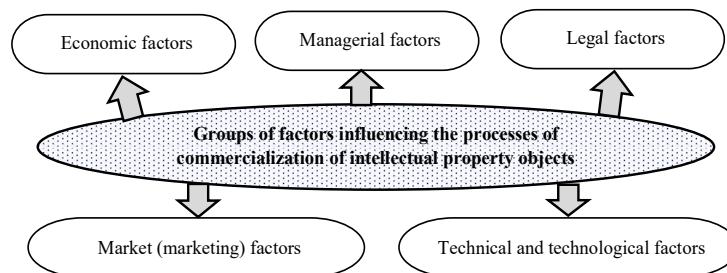 Economic factors
Managerial factors
Legal factors
Groups of factors influencing the processes of
commercialization of intellectual property objects
Market (marketing) factors
Technical and technological factors